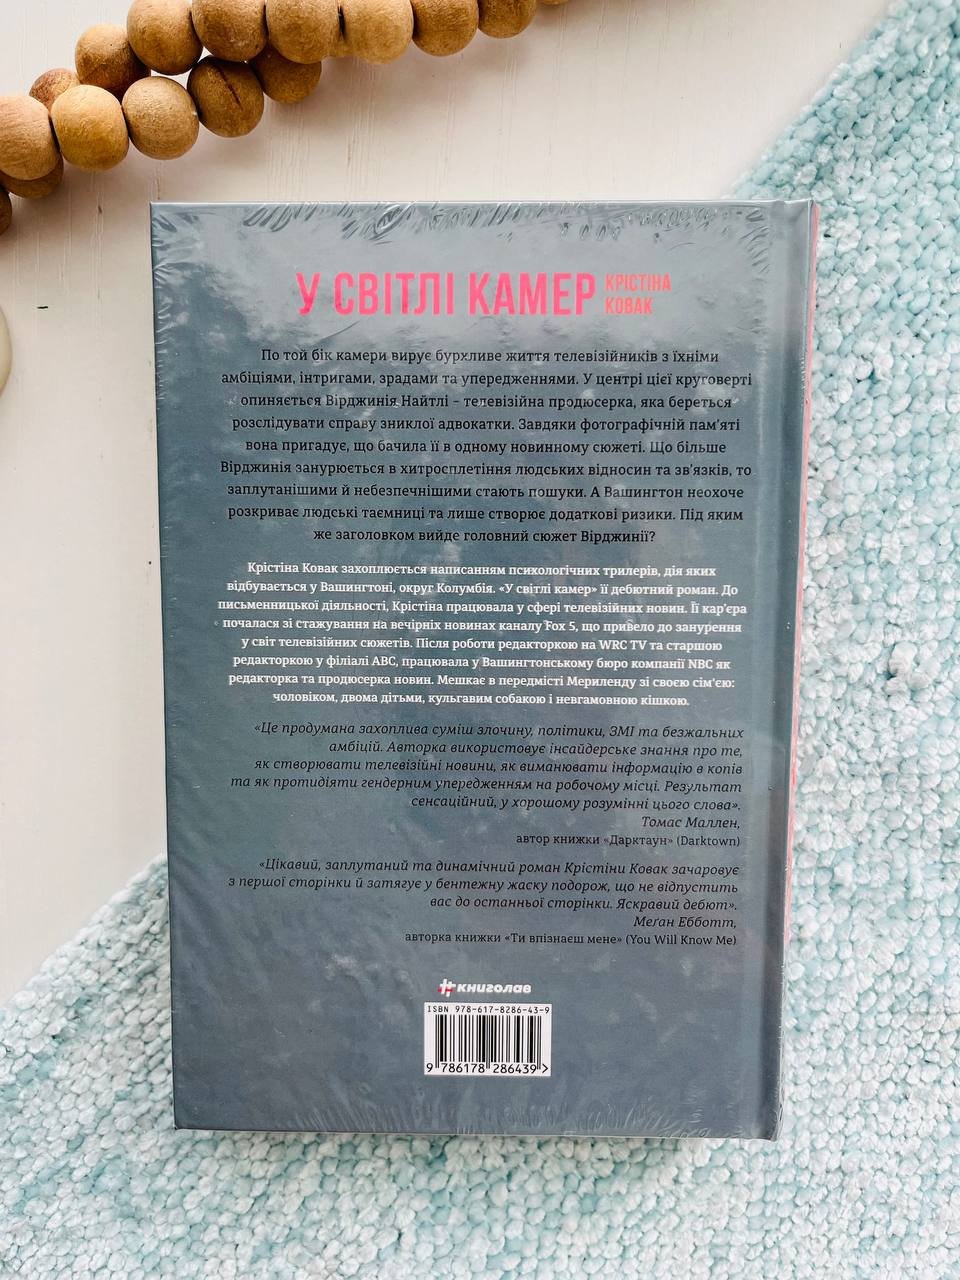 У СВІТЛІ КАМЕР
КРІСТІНА
КОВАК
По той бік камери вирує бурхливе життя телевізійників з їхніми
амбіціями, інтригами, зрадами та упередженнями. У центрі цієї круговерті
опиняється Вірджинія Найтлі – телевізійна продюсерка, яка береться
розслідувати справу зниклої адвокатки. Завдяки фотографічній пам’яті
вона пригадує, що бачила її в одному новинному сюжеті. Що більше
Вірджинія занурюється в хитросплетіння людських відносин та зв’язків, то
заплутанішими й небезпечнішими стають пошуки. А Вашингтон неохоче
розкриває людські таємниці та лише створює додаткові ризики. Під яким
же заголовком вийде головний сюжет Вірджинії?
Крістіна Ковак захоплюється написанням психологічних трилерів, дія яких
відбувається у Вашингтоні, округ Колумбія. «У світлі камер» її дебютний роман. До
письменницької діяльності, Крістіна працювала у сфері телевізійних новин. Її кар’єра
почалася зі стажування на вечірніх новинах каналу Fox 5, що привело до занурення
у світ телевізійних сюжетів. Після роботи редакторкою на WRC TV та старшою
редакторкою у філіалі ABC, працювала у Вашингтонському бюро компанії NBC як
редакторка та продюсерка новин. Мешкає в передмісті Мериленду зі своєю сім’єю:
чоловіком, двома дітьми, кульгавим собакою і невгамовною кішкою.
«Це продумана захоплива суміш злочину, політики, ЗМІ та безжальних
амбіцій. Авторка використовує інсайдерське знання про те,
як створювати телевізійні новини, як виманювати інформацію в копів
та як протидіяти гендерним упередженням на робочому місці. Результат
сенсаційний, у хорошому розумінні цього слова».
Томас Маллен,
автор книжки «Дарктаун» (Darktown)
«Цікавий, заплутаний та динамічний роман Крістіни Ковак зачаровує
з першої сторінки й затягує у бентежну жаску подорож, що не відпустить
вас до останньої сторінки. Яскравий дебют».
Меґан Ебботт,
авторка книжки «Ти впізнаєш мене» (You Will Know Me)
#книголав
ISBN 978-617-8286-43-9
9 786178 286439 >